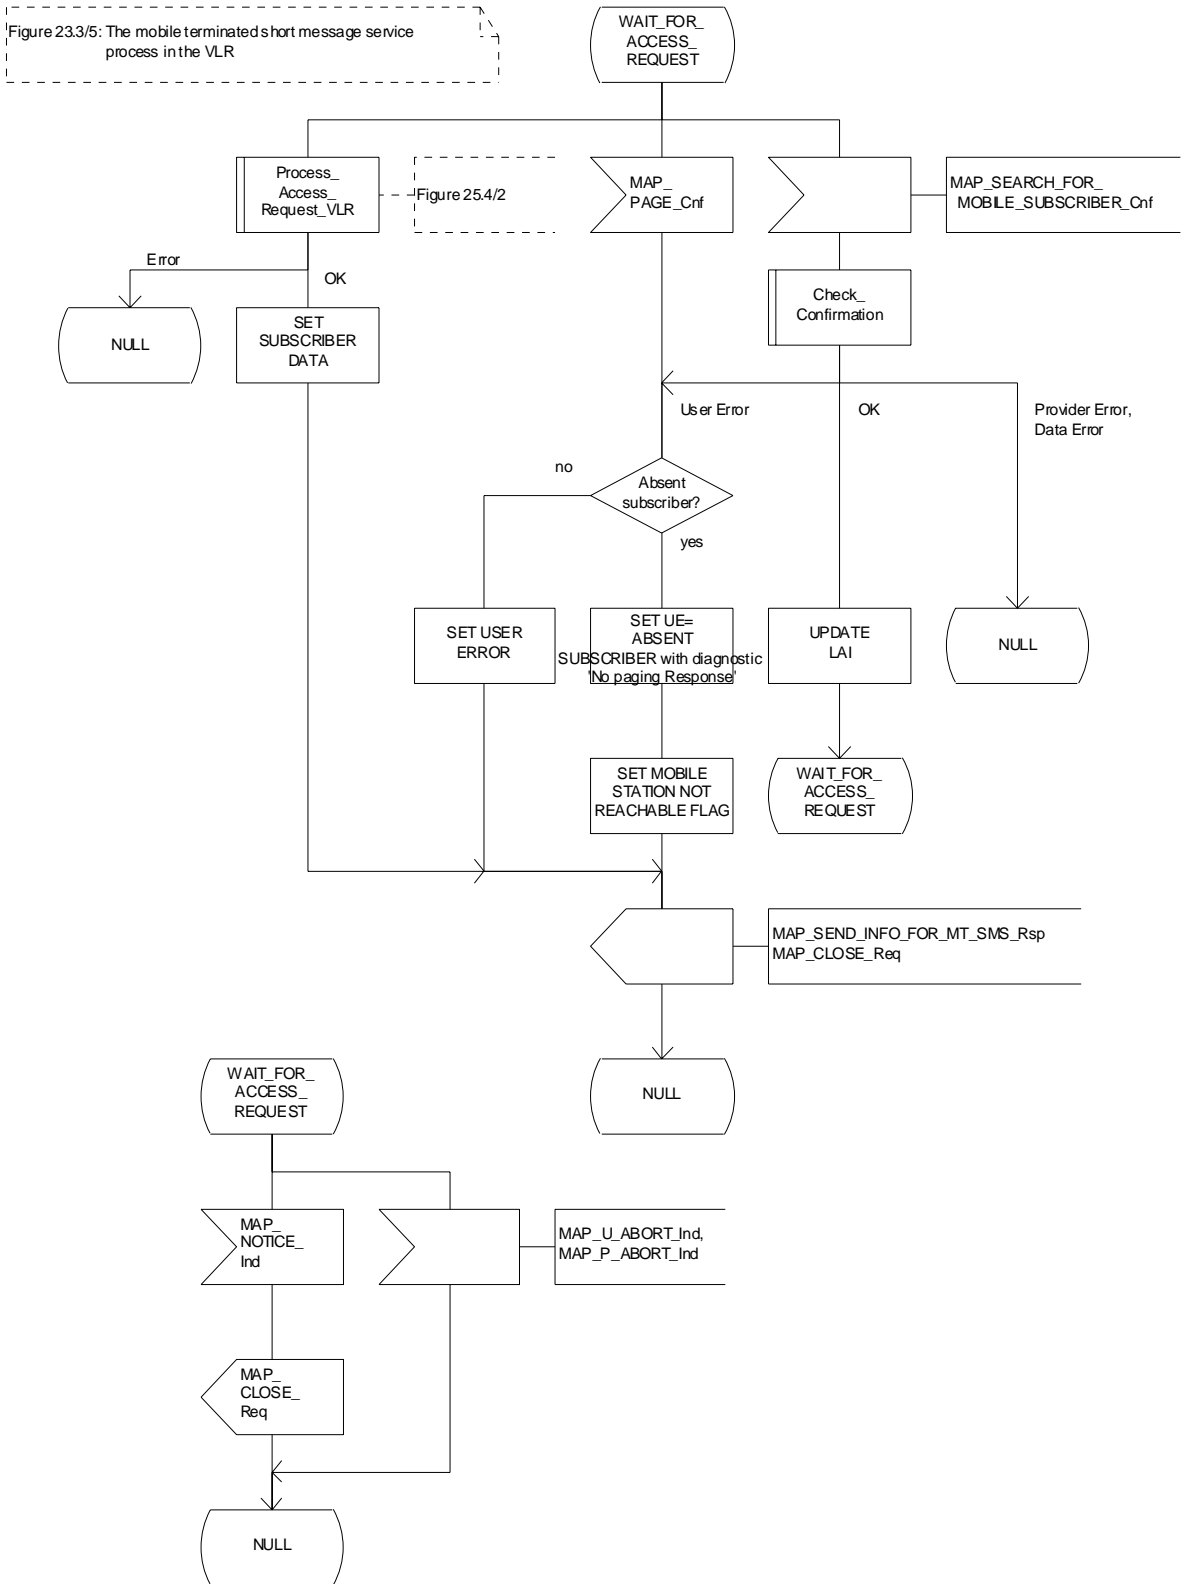 Figure 23.3/5: The mobile terminated short message service
process in the VLR
WAIT_FOR_
ACCESS_
REQUEST
Process_
Access_
Request_VLR
Figure 25.4/2
MAP_
PAGE_Cnf
MAP_SEARCH_FOR_
MOBILE_SUBSCRIBER_Cnf
Error
OK
Check_
Confirmation
NULL
SET
SUBSCRIBER
DATA
User Error
OK
Provider Error,
Data Error
no
Absent
subscriber?
yes
SET USER
ERROR
SET UE=
ABSENT
SUBSCRIBER with diagnostic
'No paging Response'
UPDATE
LAI
NULL
SET MOBILE
STATION NOT
REACHABLE FLAG
WAIT_FOR_
ACCESS_
REQUEST
MAP_SEND_INFO_FOR_MT_SMS_Rsp
MAP_CLOSE_Req
NULL
WAIT_FOR_
ACCESS_
REQUEST
MAP_
NOTICE_
Ind
MAP_U_ABORT_Ind,
MAP_P_ABORT_Ind
MAP_
CLOSE_
Req
NULL